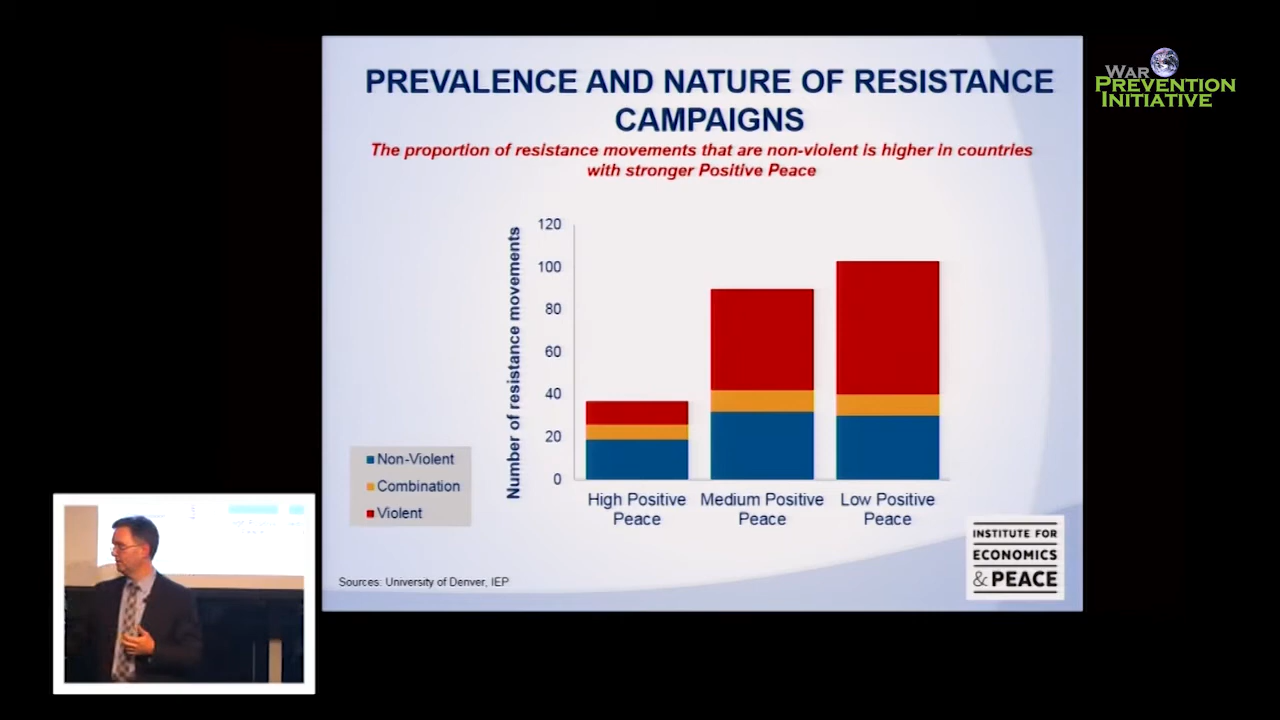 PREVALENCE AND NATURE OF RESISTANCE
CAMPAIGNS
The proportion of resistance movements that are non-violent is higher in countries
with stronger Positive Peace
WAR
PREVENTION
INITIATIVE
Number of resistance movements
120
100
80
60
40
20
0
High Positive
Peace
Medium Positive
Peace
Low Positive
Peace
Non-Violent
Combination
Violent
Sources: University of Denver, IEP
INSTITUTE FOR
ECONOMICS
& PEACE